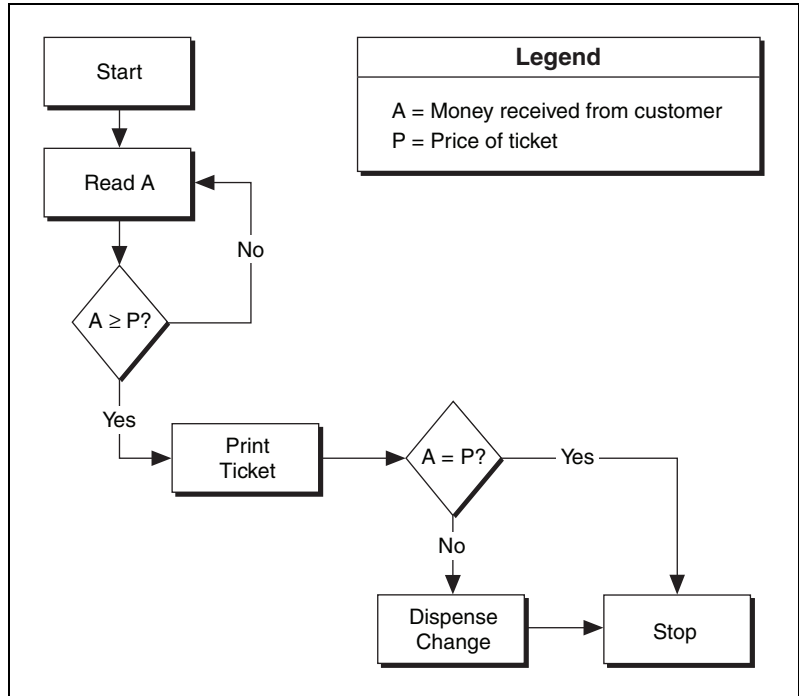 Start
Legend
A = Money received from customer
P = Price of ticket
Read A
No
A ≥ P?
Yes
Print
Ticket
A = P?
Yes
No
Dispense
Change
Stop